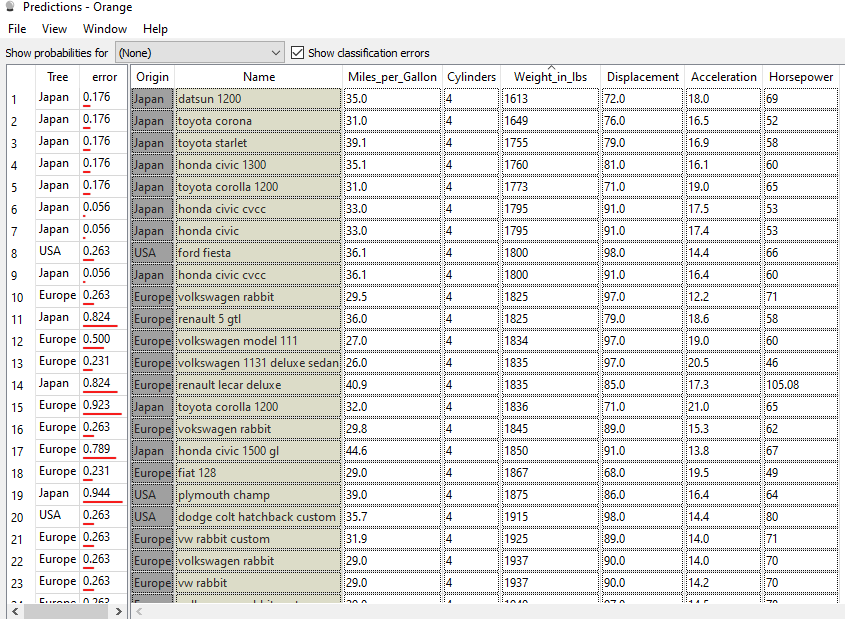 Predictions - Orange
File View Window Help
Show probabilities for (None) Show classification errors
Tree error Origin Name Miles_per_Gallon Cylinders Weight_in_lbs Displacement Acceleration Horsepower
1 Japan 0.176 Japan datsun 1200 35.0 4 1613 72.0 18.0 69
2 Japan 0.176 Japan toyota corona 31.0 4 1649 76.0 16.5 52
3 Japan 0.176 Japan toyota starlet 39.1 4 1755 79.0 16.9 58
4 Japan 0.176 Japan honda civic 1300 35.1 4 1760 81.0 16.1 60
5 Japan 0.176 Japan toyota corolla 1200 31.0 4 1773 71.0 19.0 65
6 Japan 0.056 Japan honda civic cvcc 33.0 4 1795 91.0 17.5 53
7 Japan 0.056 Japan honda civic 33.0 4 1795 91.0 17.4 53
8 USA 0.263 USA ford fiesta 36.1 4 1800 98.0 14.4 66
9 Japan 0.056 Japan honda civic cvcc 36.1 4 1800 91.0 16.4 60
10 Europe 0.263 Europe volkswagen rabbit 29.5 4 1825 97.0 12.2 71
11 Japan 0.824 Europe renault 5 gtl 36.0 4 1825 79.0 18.6 58
12 Europe 0.500 Europe volkswagen model 111 27.0 4 1834 97.0 19.0 60
13 Europe 0.231 Europe volkswagen 1131 deluxe sedan 26.0 4 1835 97.0 20.5 46
14 Japan 0.824 Europe renault lecar deluxe 40.9 4 1835 85.0 17.3 105.08
15 Europe 0.923 Japan toyota corolla 1200 32.0 4 1836 71.0 21.0 65
16 Europe 0.263 Europe vokswagen rabbit 29.8 4 1845 89.0 15.3 62
17 Europe 0.789 Japan honda civic 1500 gl 44.6 4 1850 91.0 13.8 67
18 Europe 0.231 Europe fiat 128 29.0 4 1867 68.0 19.5 49
19 Japan 0.944 USA plymouth champ 39.0 4 1875 86.0 16.4 64
20 USA 0.263 USA dodge colt hatchback custom 35.7 4 1915 98.0 14.4 80
21 Europe 0.263 Europe vw rabbit custom 31.9 4 1925 89.0 14.0 71
22 Europe 0.263 Europe volkswagen rabbit 29.0 4 1937 90.0 14.0 70
23 Europe 0.263 Europe vw rabbit 29.0 4 1937 90.0 14.2 70